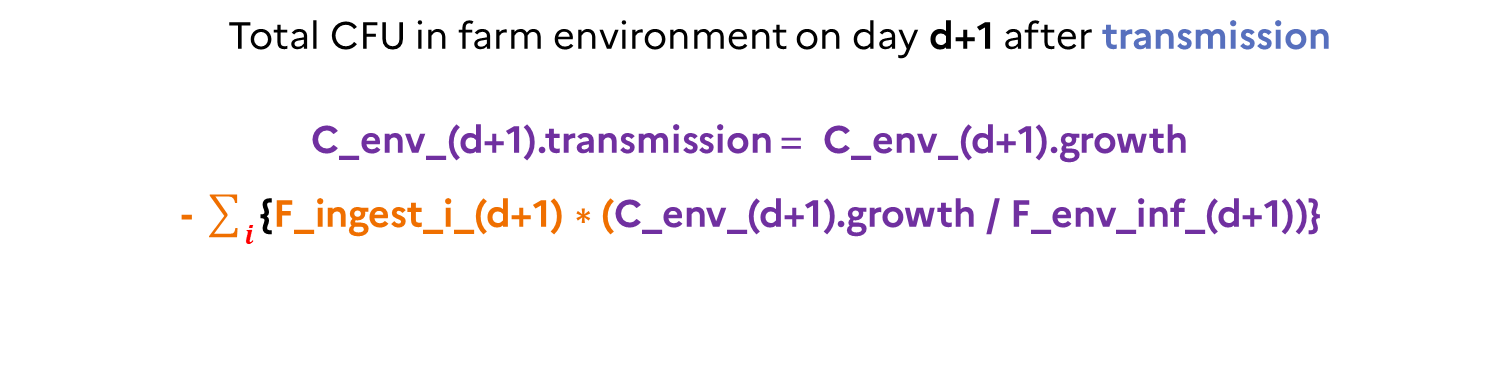 Total CFU in farm environment on day d+1 after transmission
C_env_(d+1).transmission = C_env_(d+1).growth
- ∑i{F_ingest_i_(d+1) * (C_env_(d+1).growth / F_env_inf_(d+1))}